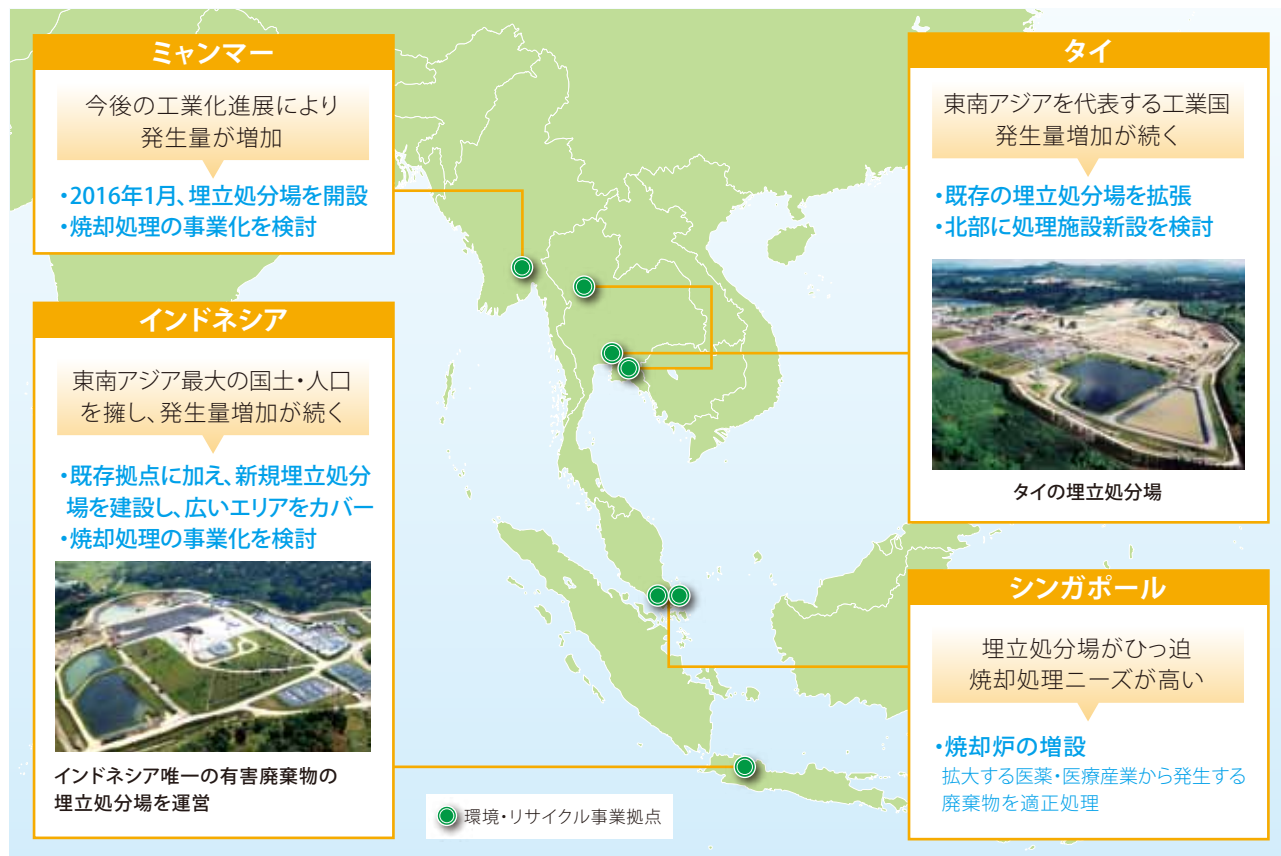 ミャンマー
今後の工業化進展により
発生量が増加
・2016年1月、埋立処分場を開設
・焼却処理の事業化を検討
インドネシア
東南アジア最大の国土・人口
を擁し、発生量増加が続く
・既存拠点に加え、新規埋立処分
場を建設し、広いエリアをカバー
・焼却処理の事業化を検討
インドネシア唯一の有害廃棄物の
埋立処分場を運営
タイ
東南アジアを代表する工業国
発生量増加が続く
・既存の埋立処分場を拡張
・北部に処理施設新設を検討
タイの埋立処分場
シンガポール
埋立処分場がひっ迫
焼却処理ニーズが高い
・焼却炉の増設
拡大する医薬・医療産業から発生する
廃棄物を適正処理
環境・リサイクル事業拠点